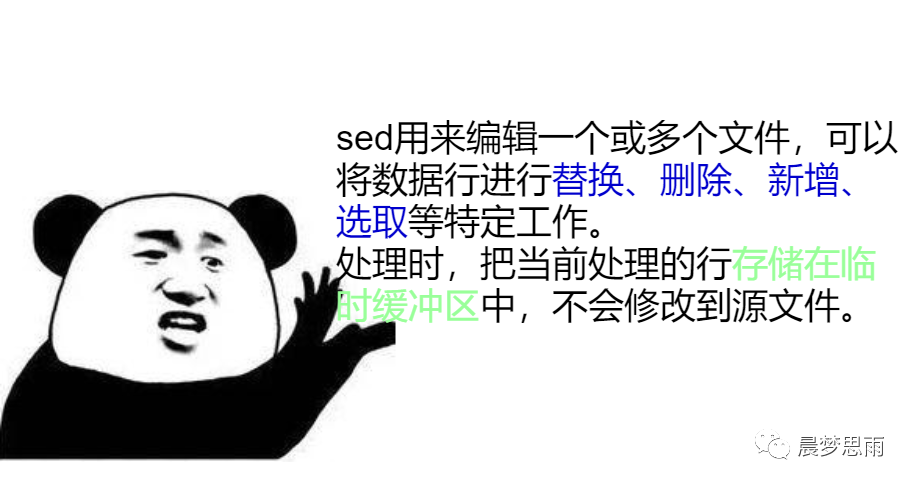 sed用来编辑一个或多个文件，可以
将数据行进行替换、删除、新增、
选取等特定工作。
处理时，把当前处理的行存储在临
时缓冲区中，不会修改到源文件。
晨梦思雨